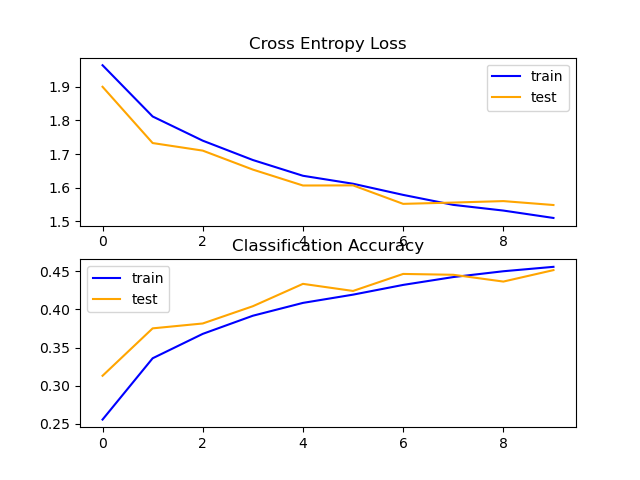 Cross Entropy Loss
train
test
1.9
1.8
1.7
1.6
1.5
0 2 4 6 8
Classification Accuracy
train
test
0.45
0.40
0.35
0.30
0.25
0 2 4 6 8